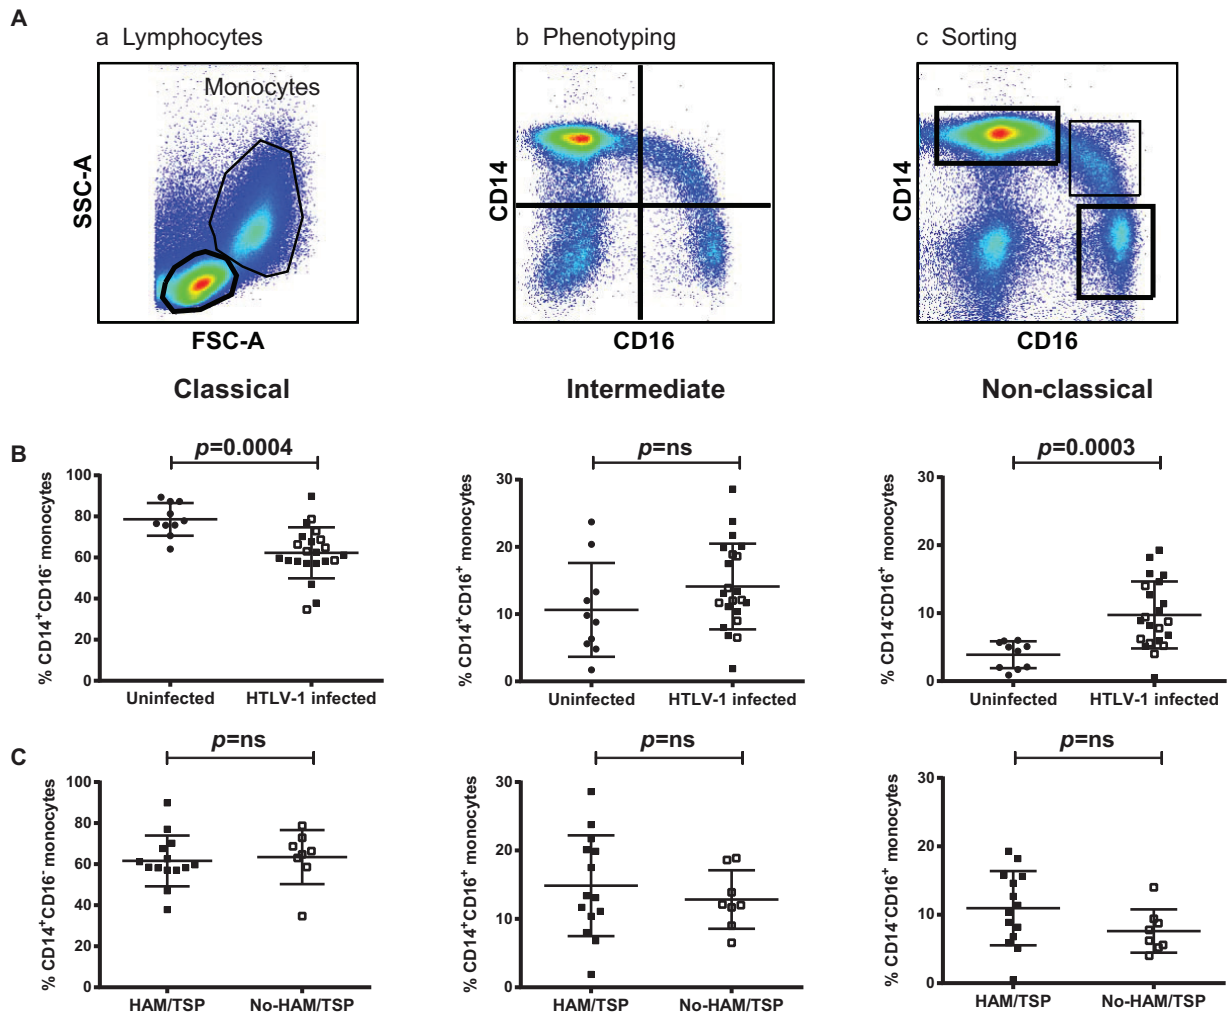 A
a Lymphocytes
b Phenotyping
c Sorting
Monocytes
SSC-A
FSC-A
CD14
CD16
CD14
CD16
Classical
Intermediate
Non-classical
B
p=0.0004
% CD14+CD16- monocytes
100
80
60
40
20
0
Uninfected
HTLV-1 infected
p=ns
% CD14+CD16+ monocytes
30
20
10
0
Uninfected
HTLV-1 infected
p=0.0003
% CD14-CD16+ monocytes
30
20
10
0
Uninfected
HTLV-1 infected
C
p=ns
% CD14+CD16- monocytes
100
80
60
40
20
0
HAM/TSP
No-HAM/TSP
p=ns
% CD14+CD16+ monocytes
30
20
10
0
HAM/TSP
No-HAM/TSP
p=ns
% CD14-CD16+ monocytes
30
20
10
0
HAM/TSP
No-HAM/TSP